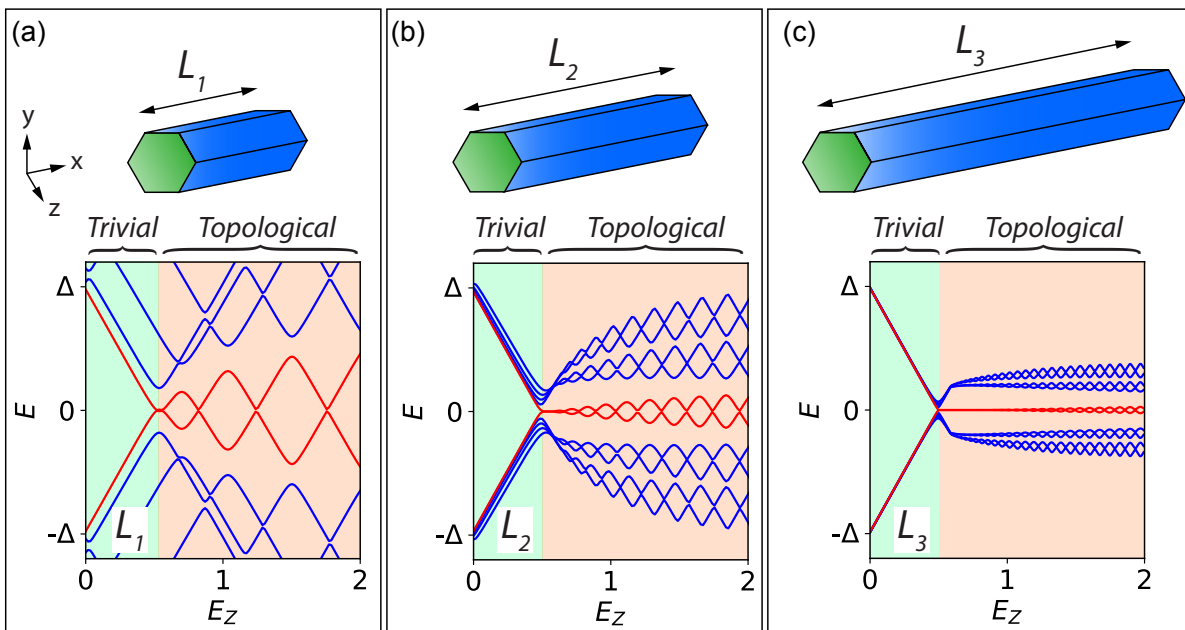 (a)
L1
y
x
z
Trivial Topological
Δ
0
-Δ
E
L1
0 1 2
EZ
(b)
L2
Trivial Topological
Δ
0
-Δ
E
L2
0 1 2
EZ
(c)
L3
Trivial Topological
Δ
0
-Δ
E
L3
0 1 2
EZ